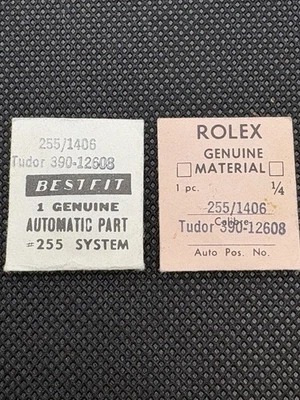 255/1406
Tudor 390-12608
BESTFIT
1 GENUINE
AUTOMATIC PART
#255 SYSTEM
ROLEX
GENUINE
MATERIAL
1 pc. 1/4
255/1406
Calibre
Tudor 390-12608
Auto Pos. No.